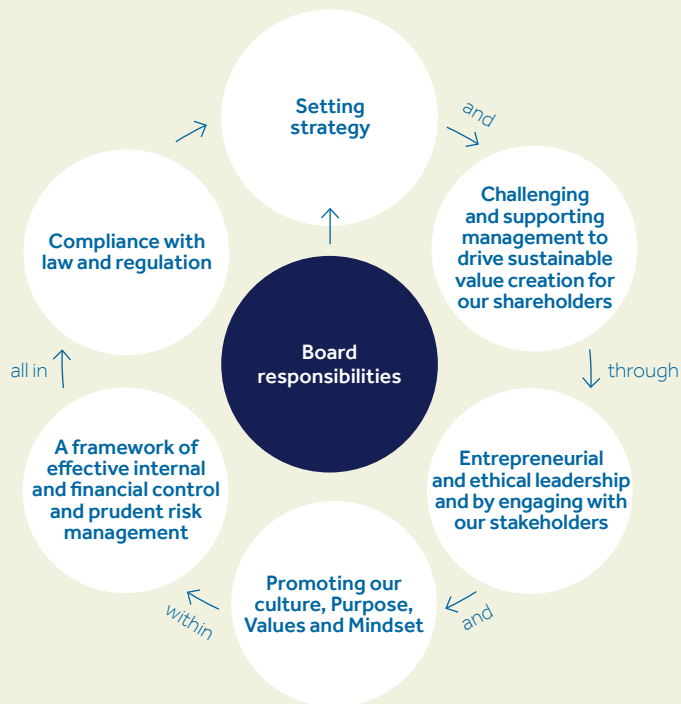 Board
responsibilities
Setting
strategy
and
Challenging
and supporting
management to
drive sustainable
value creation for
our shareholders
through
Entrepreneurial
and ethical leadership
and by engaging with
our stakeholders
and
Promoting our
culture, Purpose,
Values and Mindset
within
A framework of
effective internal
and financial control
and prudent risk
management
all in
Compliance with
law and regulation